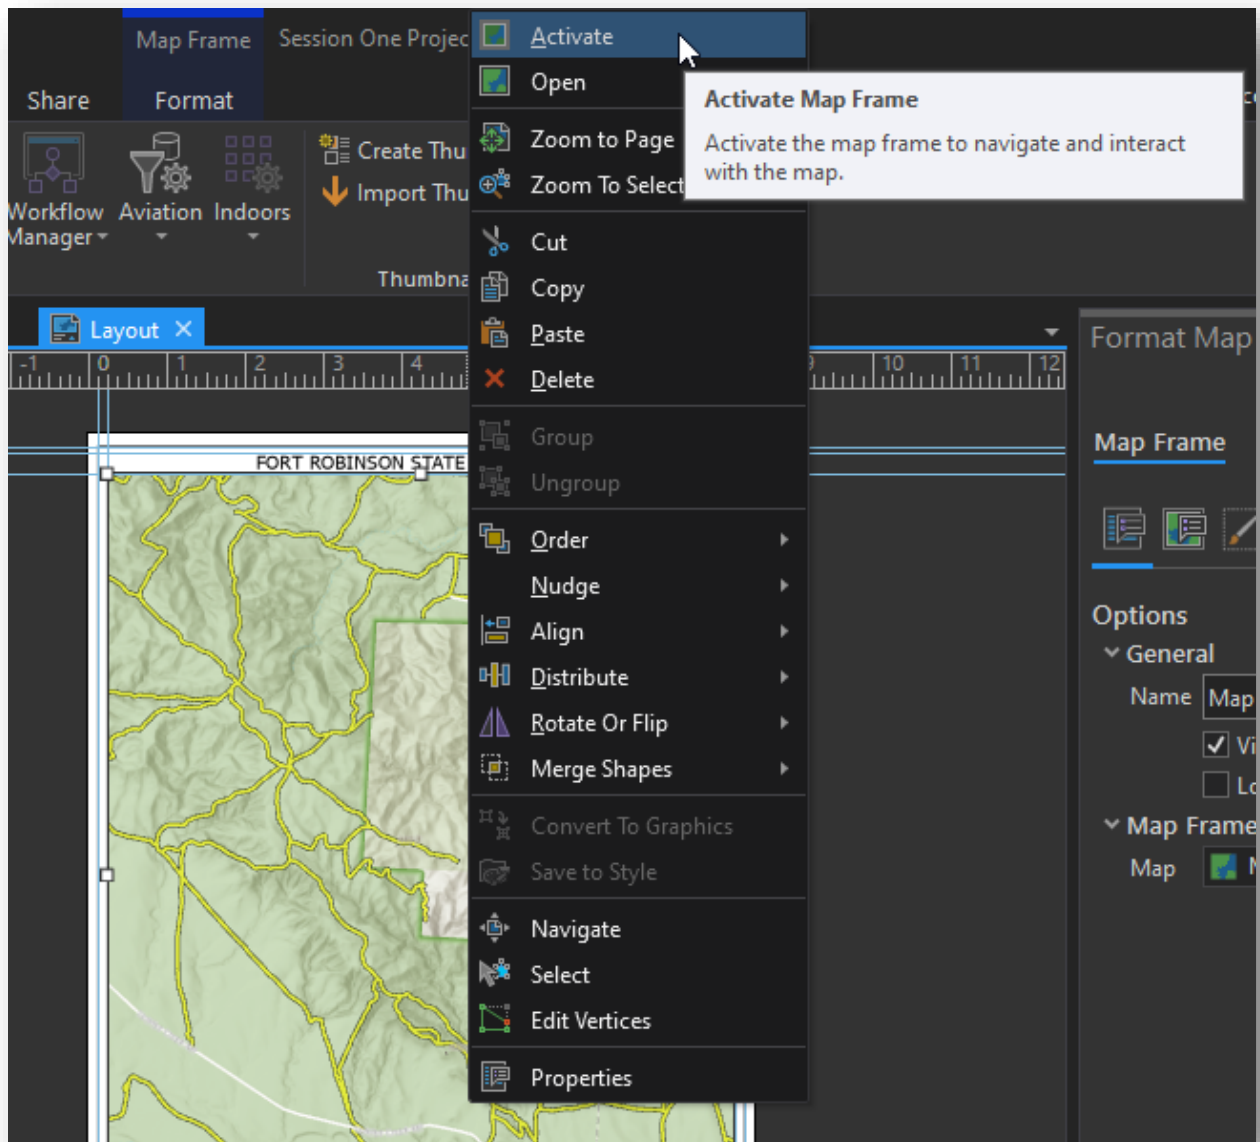 Map Frame
Session One Projec
Share
Format
Workflow
Manager
Aviation
Indoors
Create Thu
Import Thu
Thumbna
Activate
Open
Zoom to Page
Zoom To Select
Cut
Copy
Paste
Delete
Group
Ungroup
Order
Nudge
Align
Distribute
Rotate Or Flip
Merge Shapes
Convert To Graphics
Save to Style
Navigate
Select
Edit Vertices
Properties
Activate Map Frame
Activate the map frame to navigate and interact
with the map.
Layout
-1 0 1 2 3 4 9 10 11 12
FORT ROBINSON STATE
Format Map
Map Frame
Options
General
Name Map
Vi
Lo
Map Frame
Map